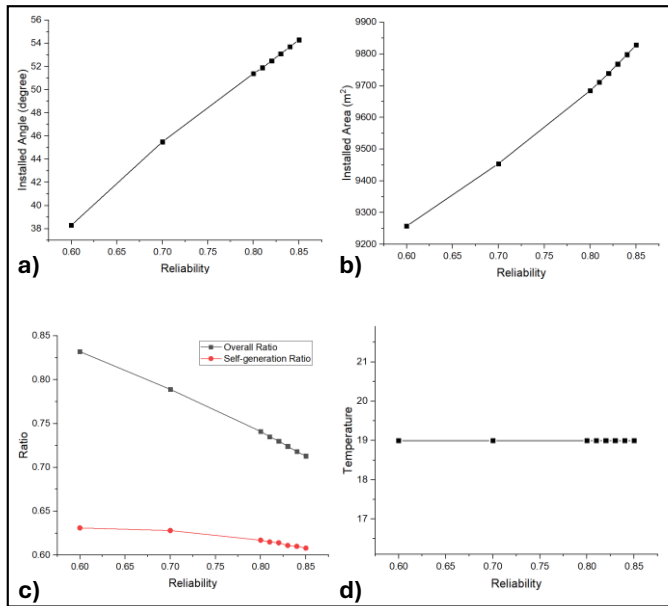 54
52
50
48
46
44
42
40
38
Installed Angle (degree)
0.60 0.65 0.70 0.75 0.80 0.85
Reliability
a)
9900
9800
9700
9600
9500
9400
9300
9200
Installed Area (m²)
0.60 0.65 0.70 0.75 0.80 0.85
Reliability
b)
0.85
0.80
0.75
0.70
0.65
0.60
Ratio
Overall Ratio
Self-generation Ratio
0.60 0.65 0.70 0.75 0.80 0.85
Reliability
c)
21
20
19
18
17
Temperature
0.60 0.65 0.70 0.75 0.80 0.85
Reliability
d)